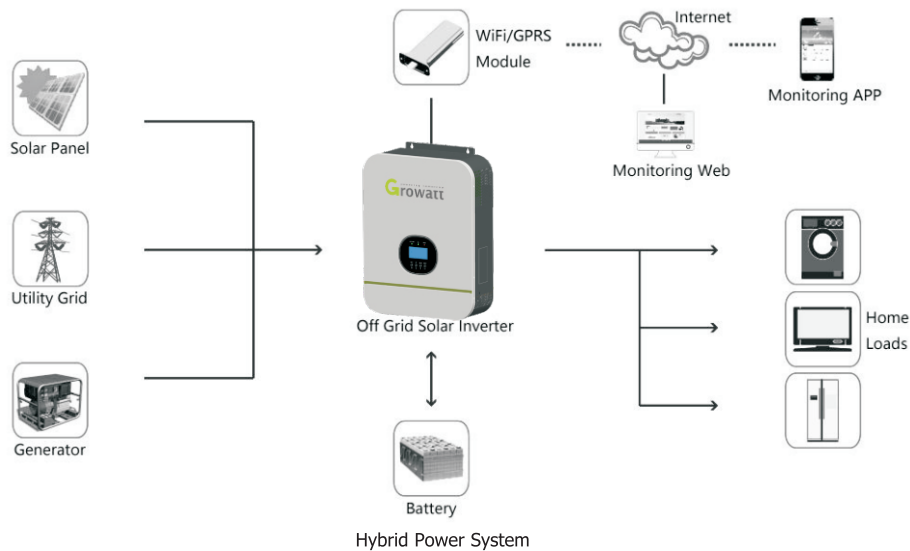 WiFi/GPRS
Module
Internet
Monitoring APP
Monitoring Web
Solar Panel
Growatt
Utility Grid
Off Grid Solar Inverter
Home
Loads
Generator
Battery
Hybrid Power System